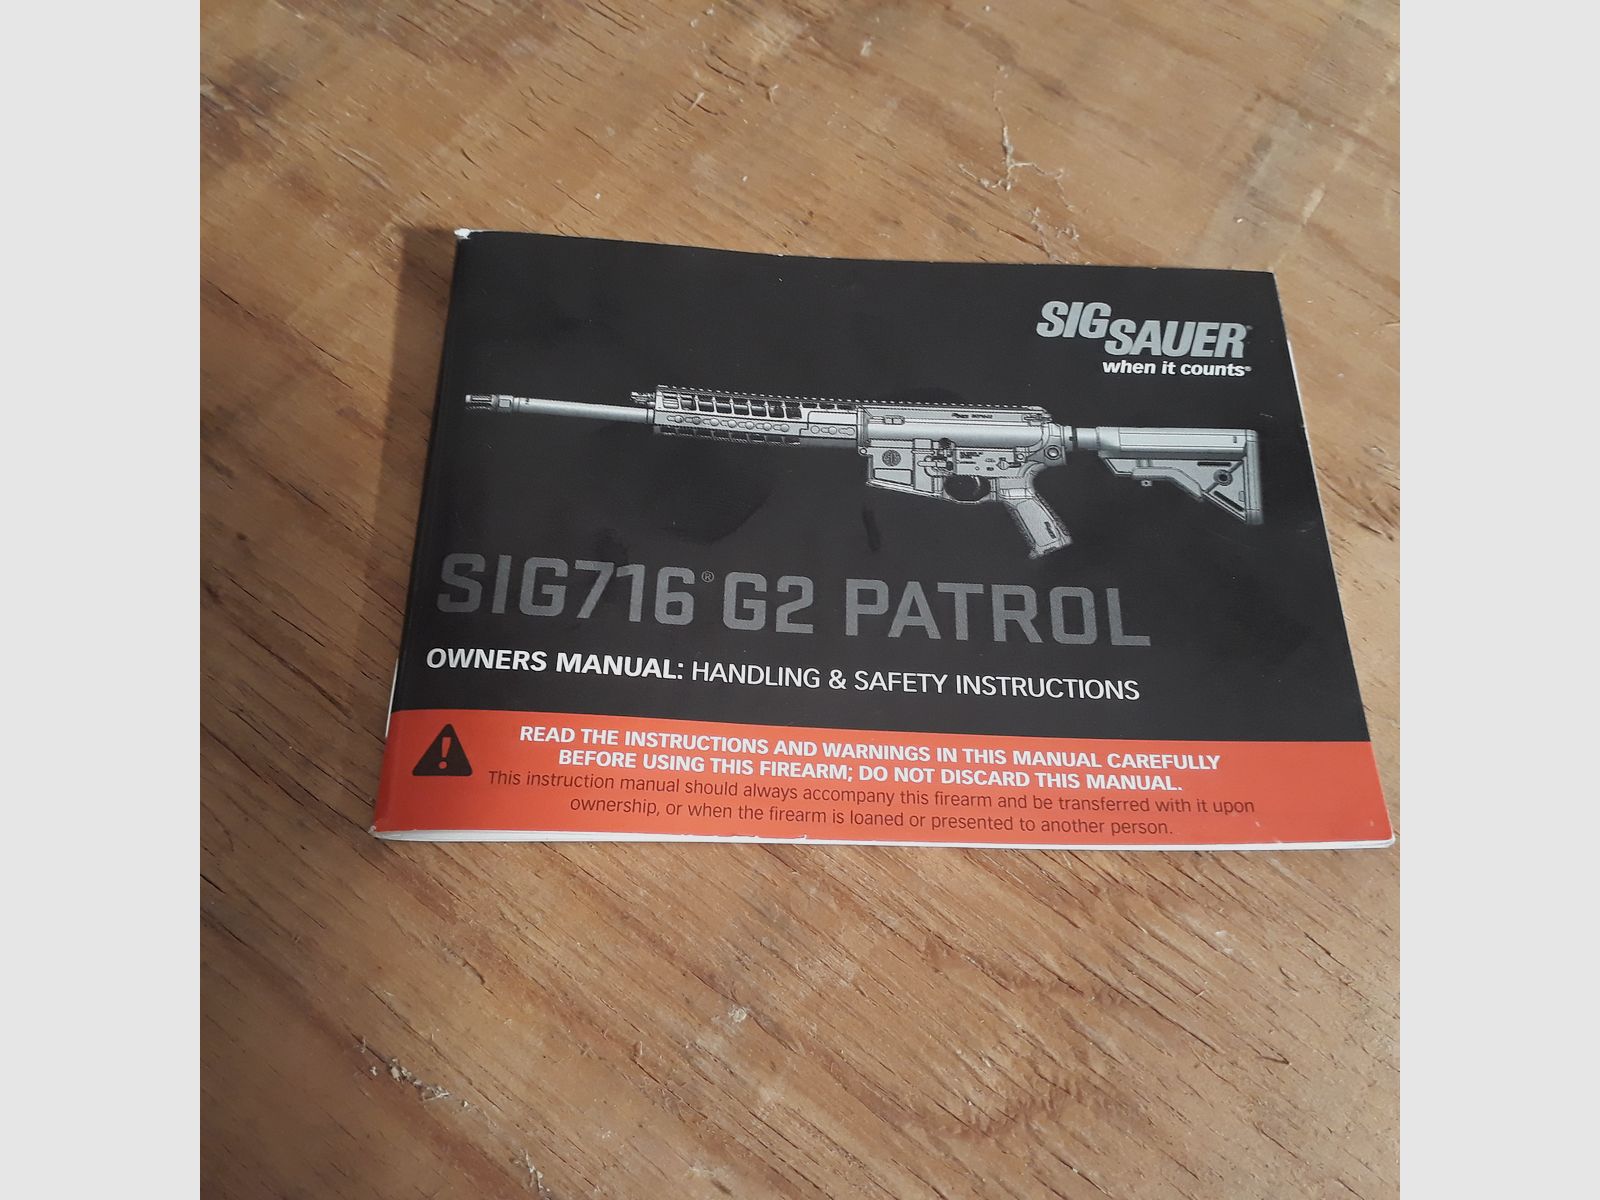 SIG SAUER
when it counts®
SIG716® G2 PATROL
OWNERS MANUAL: HANDLING & SAFETY INSTRUCTIONS
READ THE INSTRUCTIONS AND WARNINGS IN THIS MANUAL CAREFULLY
BEFORE USING THIS FIREARM; DO NOT DISCARD THIS MANUAL.
This instruction manual should always accompany this firearm and be transferred with it upon
ownership, or when the firearm is loaned or presented to another person.